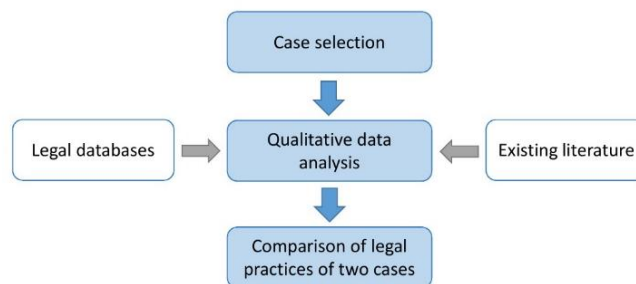 Case selection
Legal databases
Qualitative data
analysis
Existing literature
Comparison of legal
practices of two cases